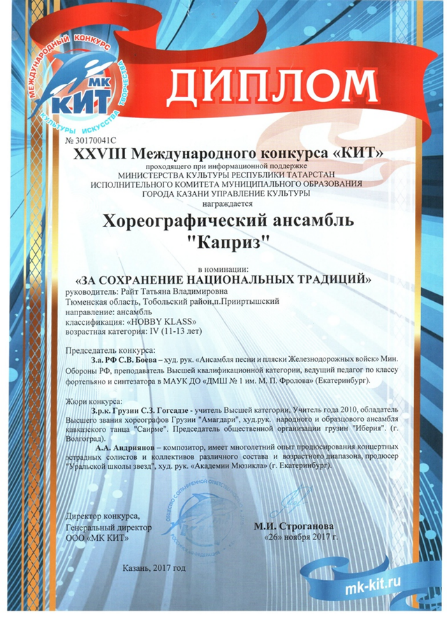 МЕЖДУНАРОДНЫЙ КОНКУРС
МК
КИТ
КУЛЬТУРЫ ИСКУССТВА
ДИПЛОМ
№ 30170041С
XXVIII Международного конкурса «КИТ»
проходящего при информационной поддержке
МИНИСТЕРСТВА КУЛЬТУРЫ РЕСПУБЛИКИ ТАТАРСТАН
ИСПОЛНИТЕЛЬНОГО КОМИТЕТА МУНИЦИПАЛЬНОГО ОБРАЗОВАНИЯ
ГОРОДА КАЗАНИ УПРАВЛЕНИЕ КУЛЬТУРЫ
награждается
Хореографический ансамбль
"Каприз"
в номинации:
«ЗА СОХРАНЕНИЕ НАЦИОНАЛЬНЫХ ТРАДИЦИЙ»
руководитель: Райт Татьяна Владимировна
Тюменская область, Тобольский район,п.Прииртышский
направление: ансамбль
классификация: «HOBBY KLASS»
возрастная категория: IV (11-13 лет)
Председатель конкурса:
З.а. РФ С.В. Боева – худ. рук. «Ансамбля песни и пляски Железнодорожных войск» Мин.
Обороны РФ, преподаватель Высшей квалификационной категории, ведущий педагог по классу
фортепьяно и синтезатора в МАУК ДО «ДМШ № 1 им. М. П. Фролова» (Екатеринбург).
Жюри конкурса:
З.р.к. Грузии С.З. Гогсадзе - учитель Высшей категории, Учитель года 2010, обладатель
Высшего звания хореографов Грузии "Амагдари", худ.рук. народного и образцового ансамбля
кавказского танца "Саирме". Председатель общественной организации грузин "Иберия". (г.
Волгоград).
А.А. Андриянов – композитор, имеет многолетний опыт продюсирования концертных
эстрадных солистов и коллективов различного состава и возрастного диапазона, продюсер
"Уральской школы звезд", худ. рук. «Академии Мюзикла» (г. Екатеринбург).
Директор конкурса,
Генеральный директор
ООО «МК КИТ»
М.И. Строганова
«26» ноября 2017 г.
Казань, 2017 год
mk-kit.ru